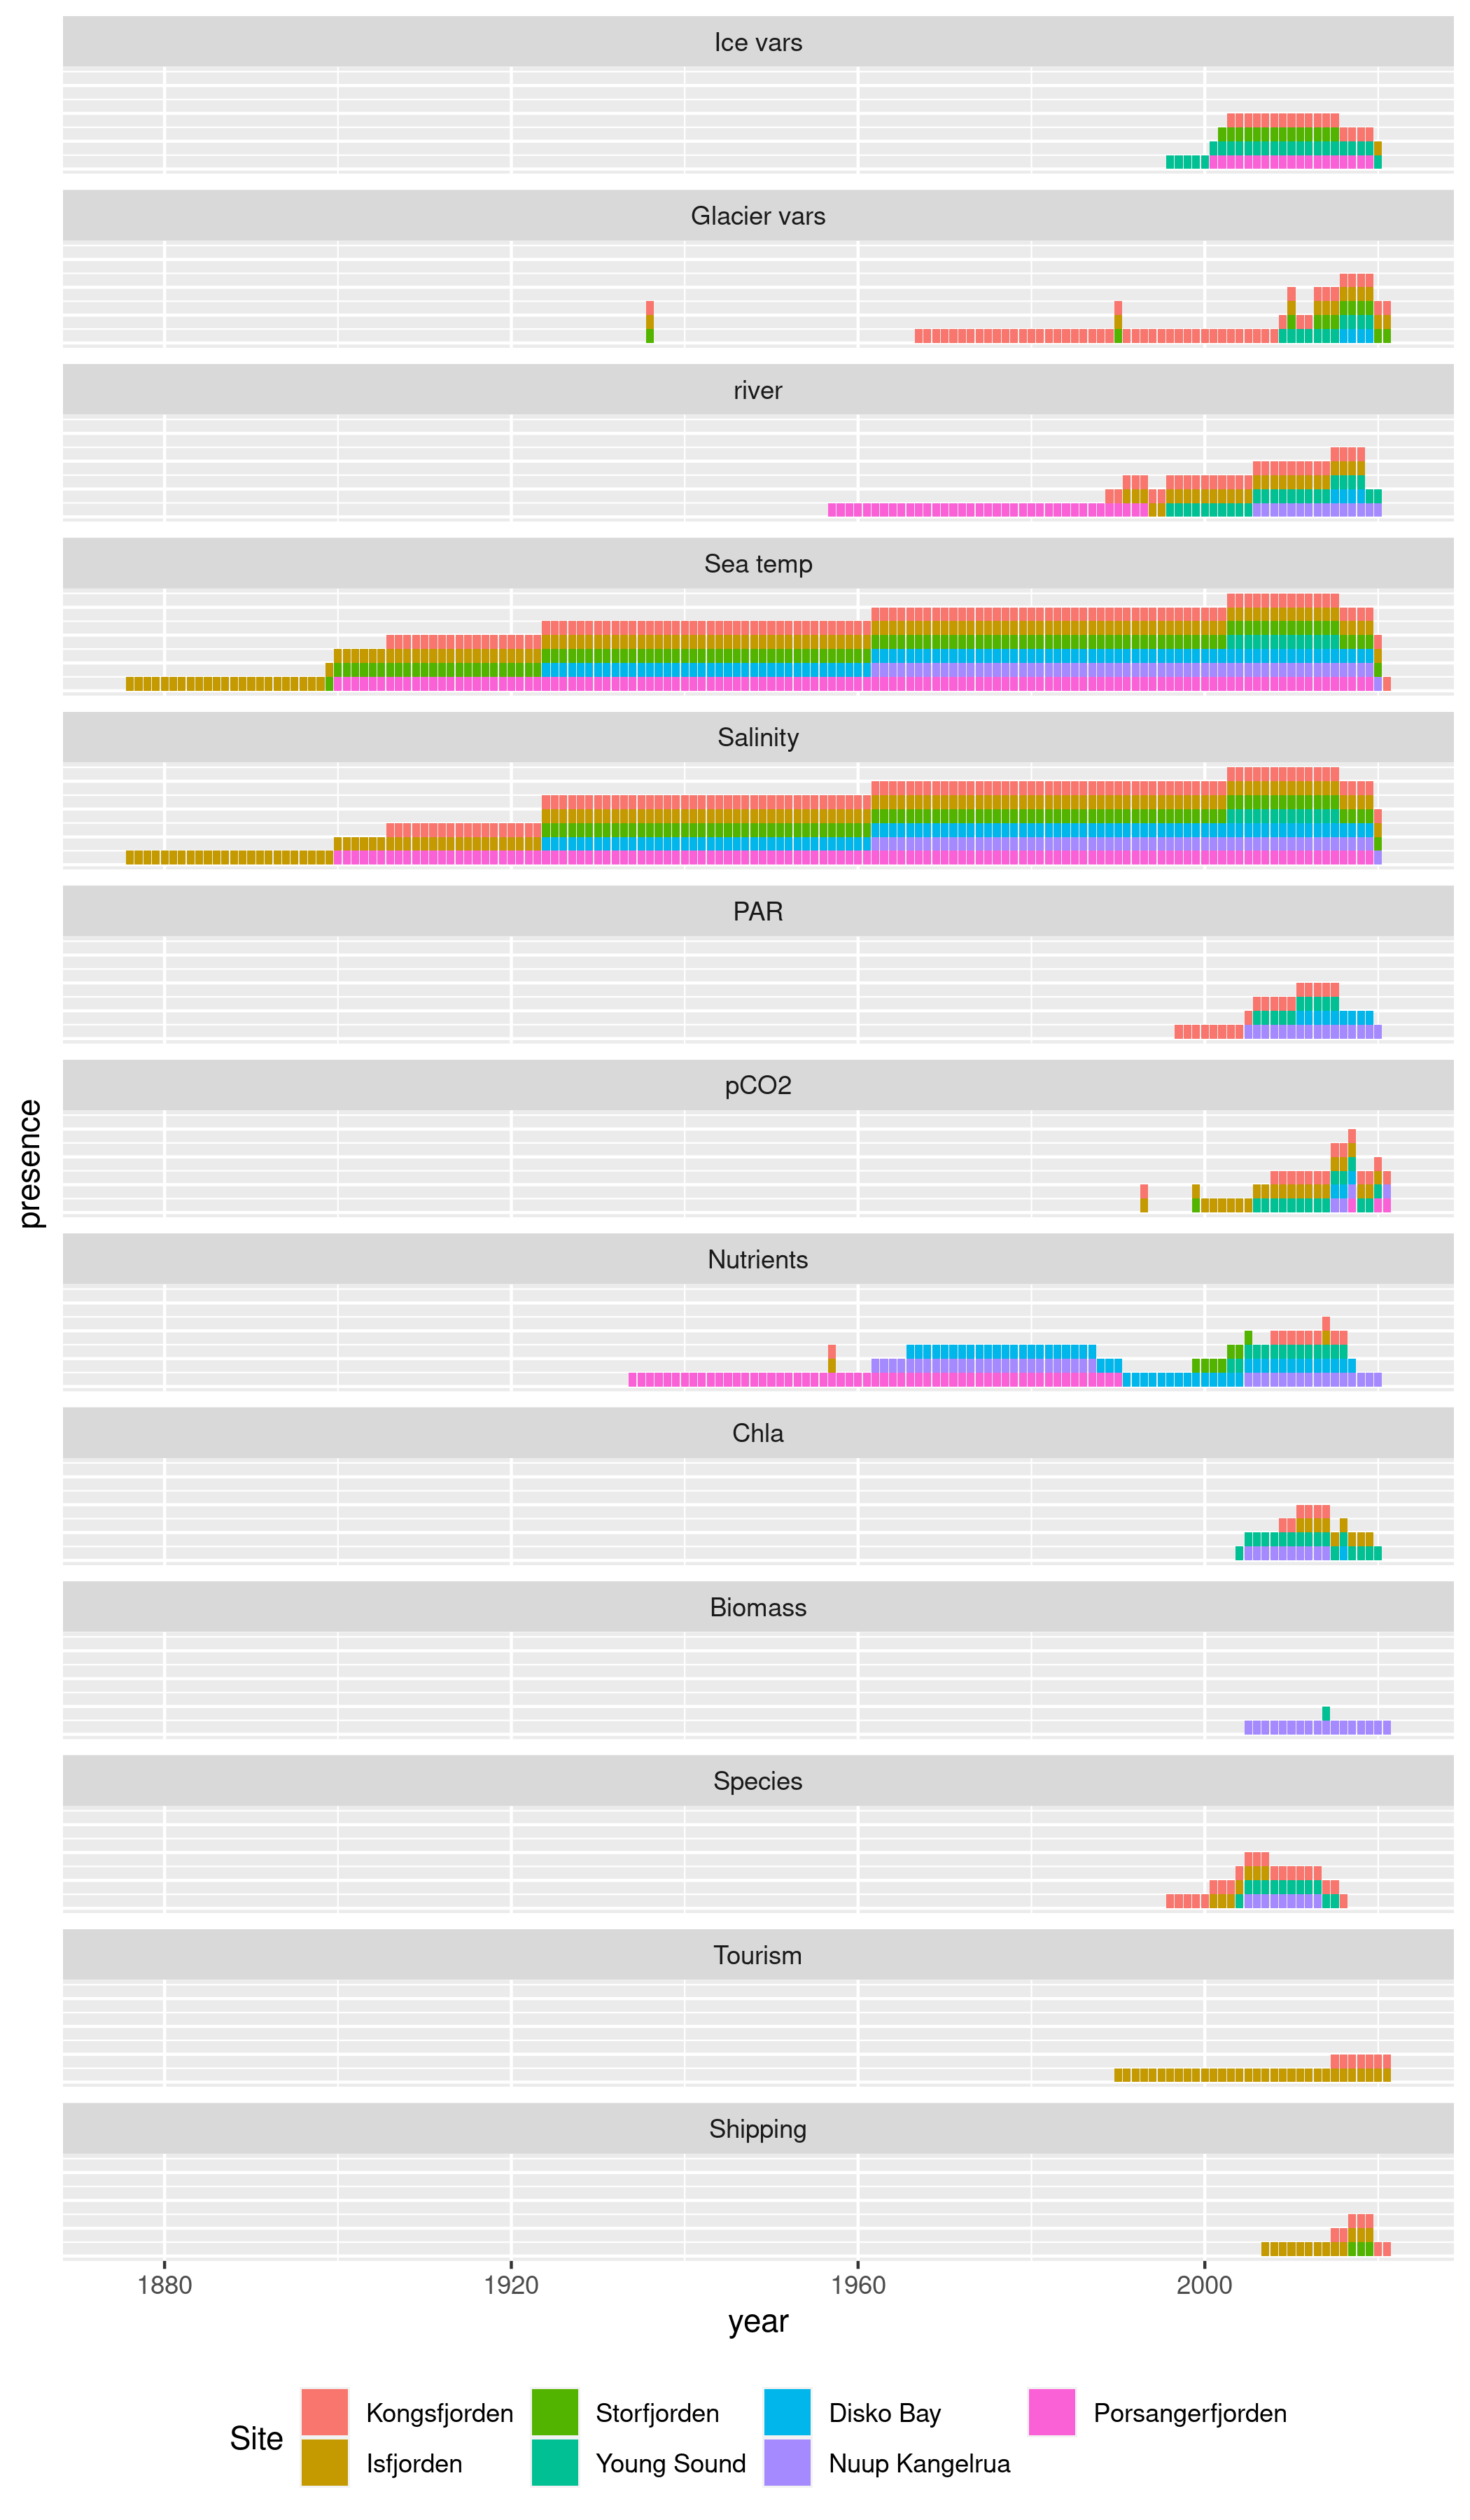 Ice vars
Glacier vars
river
Sea temp
Salinity
PAR
pCO2
Nutrients
Chla
Biomass
Species
Tourism
Shipping
presence
1880 1920 1960 2000
year
Site
Kongsfjorden Storfjorden Disko Bay Porsangerfjorden
Isfjorden Young Sound Nuup Kangelrua